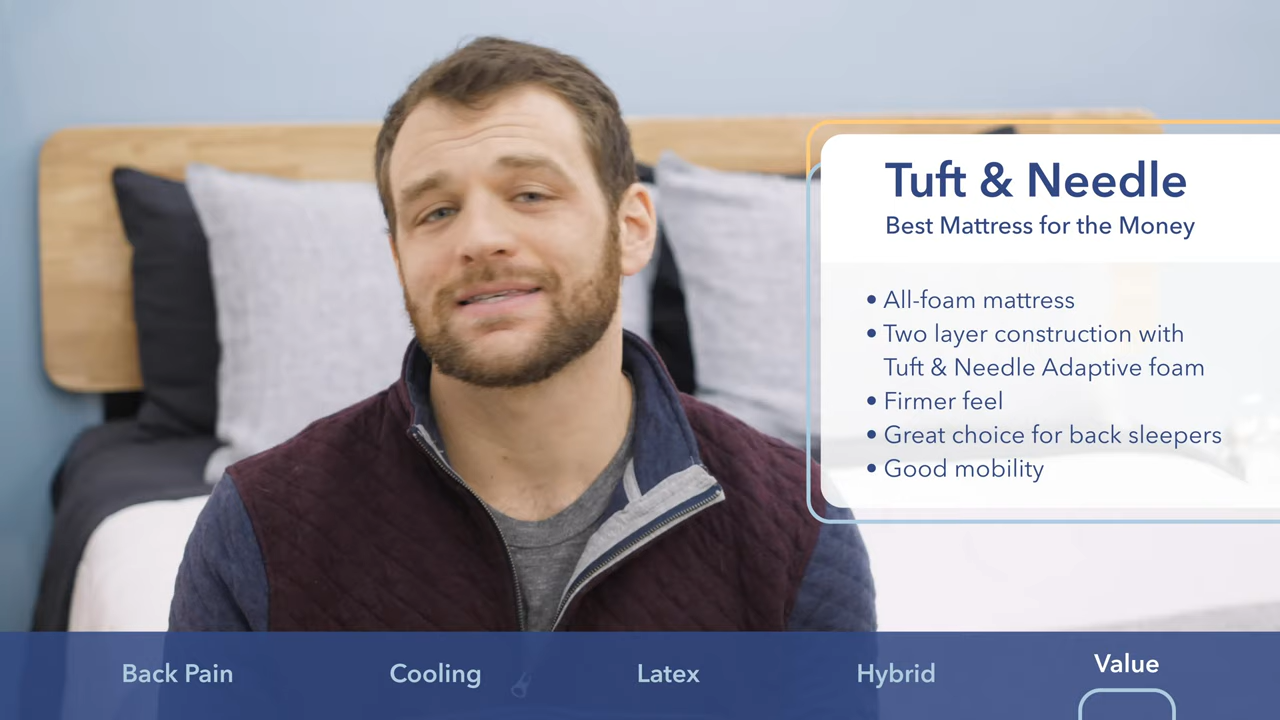 Tuft & Needle
Best Mattress for the Money
• All-foam mattress
• Two layer construction with
Tuft & Needle Adaptive foam
• Firmer feel
• Great choice for back sleepers
• Good mobility
Back Pain
Cooling
Latex
Hybrid
Value